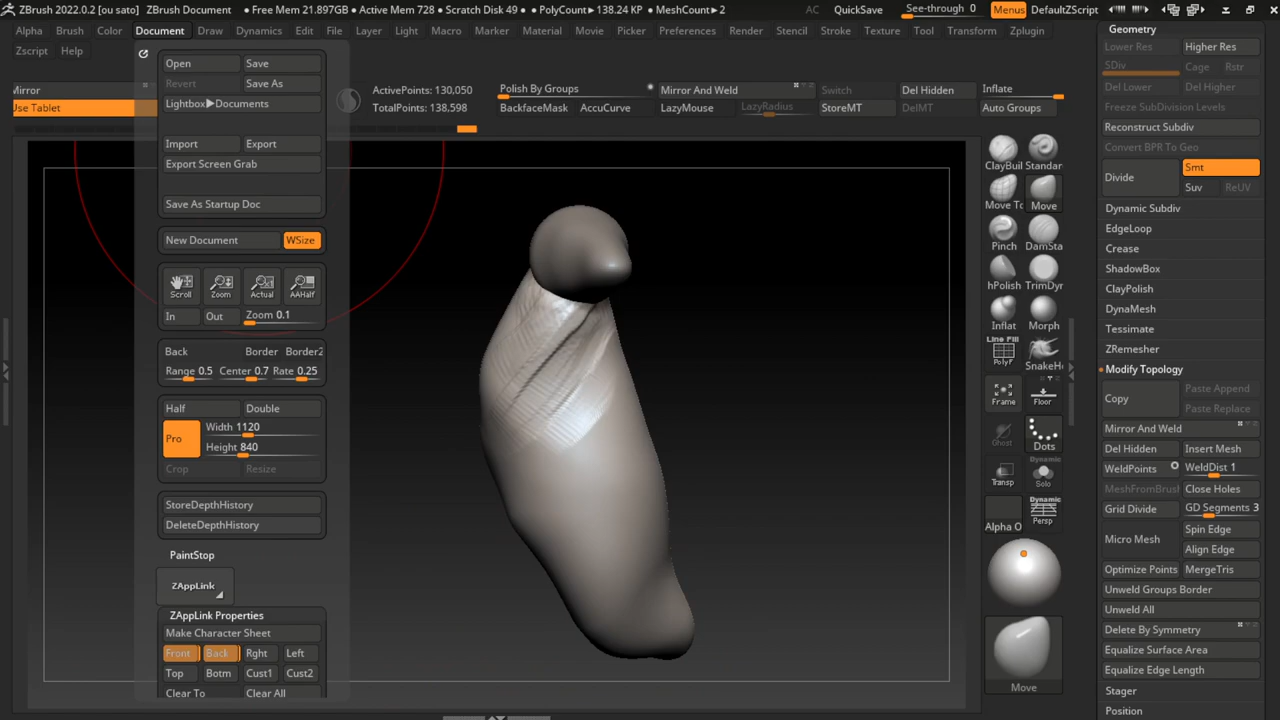 ZBrush 2022.0.2 [ou sato] ZBrush Document • Free Mem 21.897GB • Active Mem 728 • Scratch Disk 49 • PolyCount▸ 138.24 KP • MeshCount▸ 2 AC QuickSave See-through 0 Menus DefaultZScript
Alpha Brush Color Document Draw Dynamics Edit File Layer Light Macro Marker Material Movie Picker Preferences Render Stencil Stroke Texture Tool Transform Zplugin
Zscript Help
Mirror
Use Tablet
ActivePoints: 130,050
TotalPoints: 138.598
Polish By Groups
BackfaceMask AccuCurve
Mirror And Weld
LazyMouse LazyRadius
Switch Del Hidden
StoreMT DelMT
Inflate
Auto Groups
Open Save
Revert Save As
Lightbox▶Documents
Import Export
Export Screen Grab
Save As Startup Doc
New Document WSize
Scroll Zoom Actual AAHalf
In Out Zoom 0.1
Back Border Border2
Range 0.5 Center 0.7 Rate 0.25
Half Double
Pro Width 1120
Height 840
Crop Resize
StoreDepthHistory
DeleteDepthHistory
PaintStop
ZAppLink
ZAppLink Properties
Make Character Sheet
Front Back Rght Left
Top Botm Cust1 Cust2
Clear To Clear All
ClayBuil Standar
Move To Move
Pinch DamSta
hPolish TrimDyn
Inflat Morph
Line Fill
PolyF SnakeHo
Frame Floor
Ghost Dots
Transp Dynamic
Solo
Alpha O Dynamic
Persp
Move
Geometry
Lower Res Higher Res
SDiv Cage Rstr
Del Lower Del Higher
Freeze SubDivision Levels
Reconstruct Subdiv
Convert BPR To Geo
Divide Smt
Suv ReUV
Dynamic Subdiv
EdgeLoop
Crease
ShadowBox
ClayPolish
DynaMesh
Tessimate
ZRemesher
Modify Topology
Copy Paste Append
Paste Replace
Mirror And Weld
Del Hidden Insert Mesh
WeldPoints WeldDist 1
MeshFromBrush Close Holes
Grid Divide GD Segments 3
Micro Mesh Spin Edge
Align Edge
Optimize Points MergeTris
Unweld Groups Border
Unweld All
Delete By Symmetry
Equalize Surface Area
Equalize Edge Length
Stager
Position